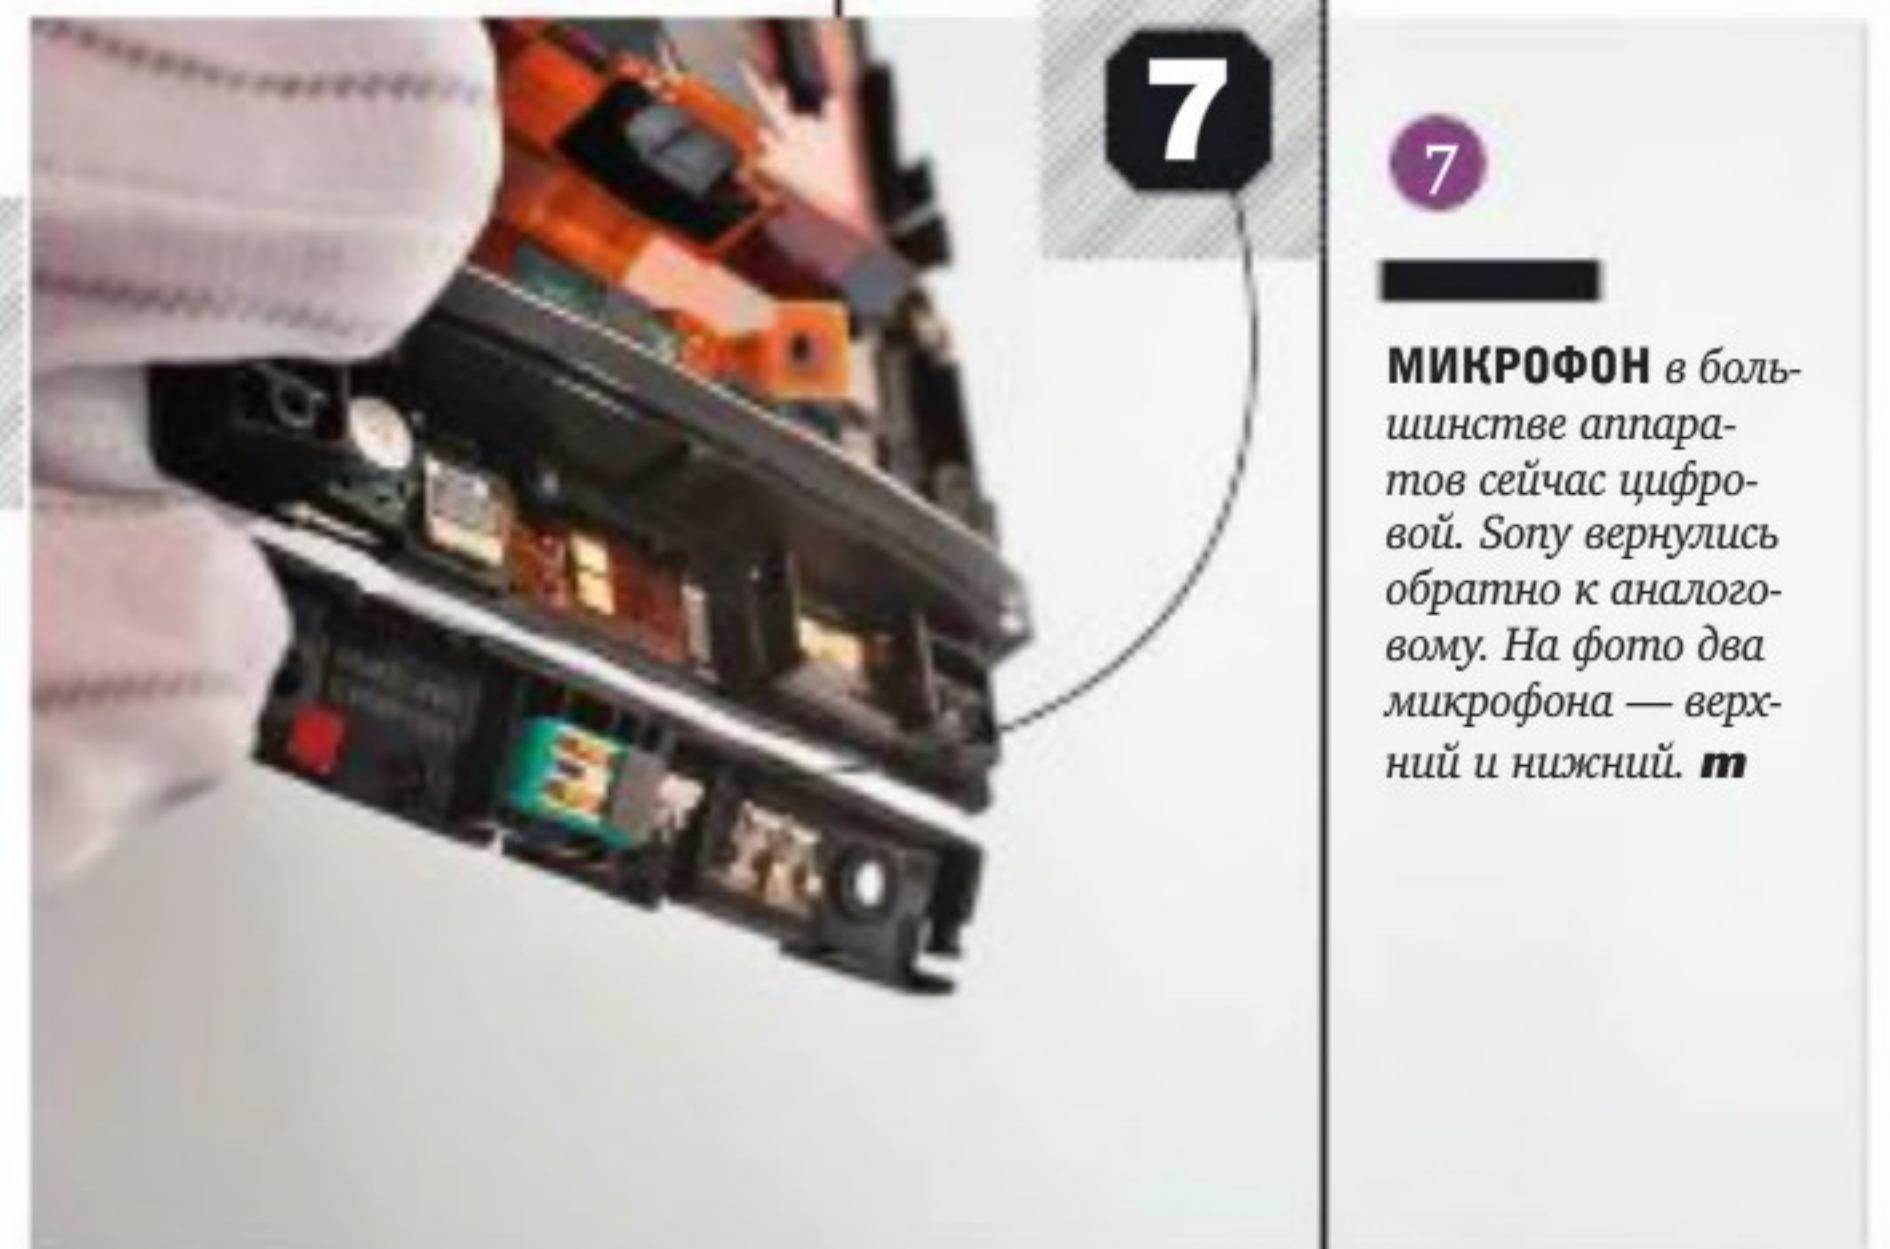 7
7
МИКРОФОН в боль-
шинстве аппара-
тов сейчас цифро-
вой. Sony вернулись
обратно к аналого-
вому. На фото два
микрофона — верх-
ний и нижний. m